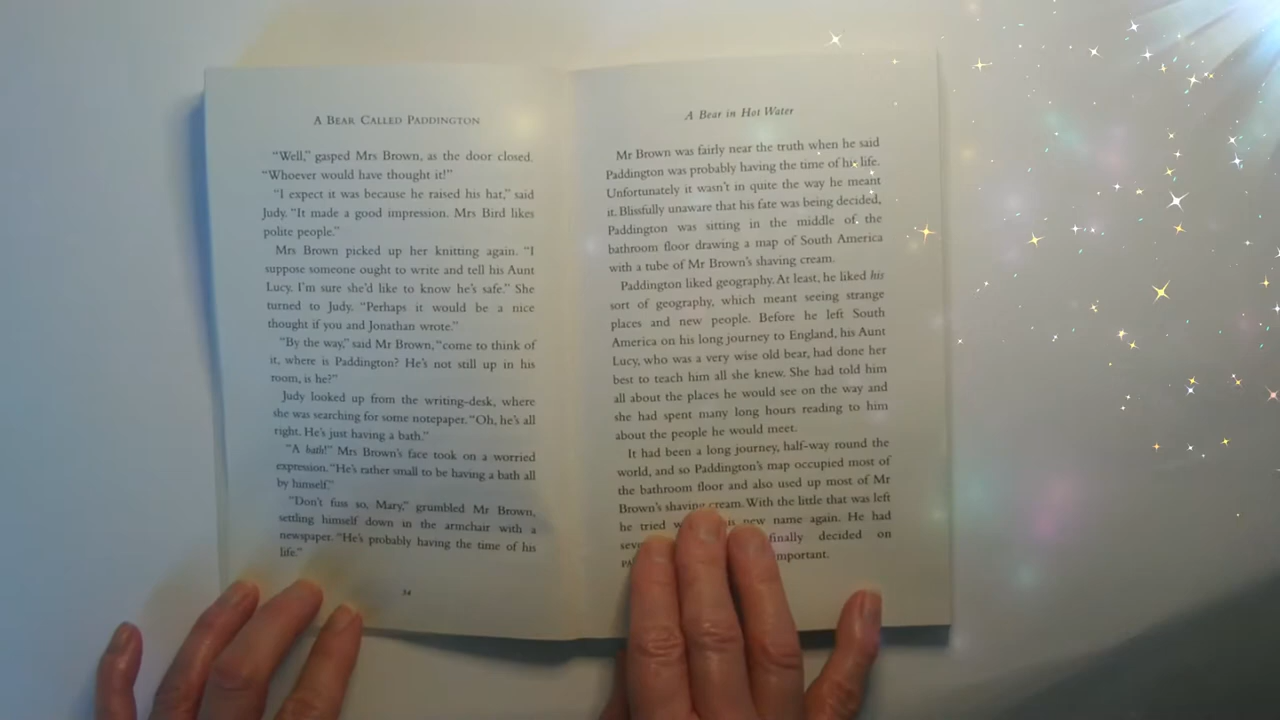 A BEAR CALLED PADDINGTON
“Well,” gasped Mrs Brown, as the door closed.
“Whoever would have thought it!”
“I expect it was because he raised his hat,” said
Judy. “It made a good impression. Mrs Bird likes
polite people.”
Mrs Brown picked up her knitting again. “I
suppose someone ought to write and tell his Aunt
Lucy. I’m sure she’d like to know he’s safe.” She
turned to Judy. “Perhaps it would be a nice
thought if you and Jonathan wrote.”
“By the way,” said Mr Brown, “come to think of
it, where is Paddington? He’s not still up in his
room, is he?”
Judy looked up from the writing-desk, where
she was searching for some notepaper. “Oh, he’s all
right. He’s just having a bath.”
“A bath!” Mrs Brown’s face took on a worried
expression. “He’s rather small to be having a bath all
by himself.”
“Don’t fuss so, Mary,” grumbled Mr Brown,
settling himself down in the armchair with a
newspaper. “He’s probably having the time of his
life.”
54
A Bear in Hot Water
Mr Brown was fairly near the truth when he said
Paddington was probably having the time of his life.
Unfortunately it wasn’t in quite the way he meant
it. Blissfully unaware that his fate was being decided,
Paddington was sitting in the middle of the
bathroom floor drawing a map of South America
with a tube of Mr Brown’s shaving cream.
Paddington liked geography. At least, he liked his
sort of geography, which meant seeing strange
places and new people. Before he left South
America on his long journey to England, his Aunt
Lucy, who was a very wise old bear, had done her
best to teach him all she knew. She had told him
all about the places he would see on the way and
she had spent many long hours reading to him
about the people he would meet.
It had been a long journey, half-way round the
world, and so Paddington’s map occupied most of
the bathroom floor and also used up most of Mr
Brown’s shaving cream. With the little that was left
he tried new name again. He had
finally decided on